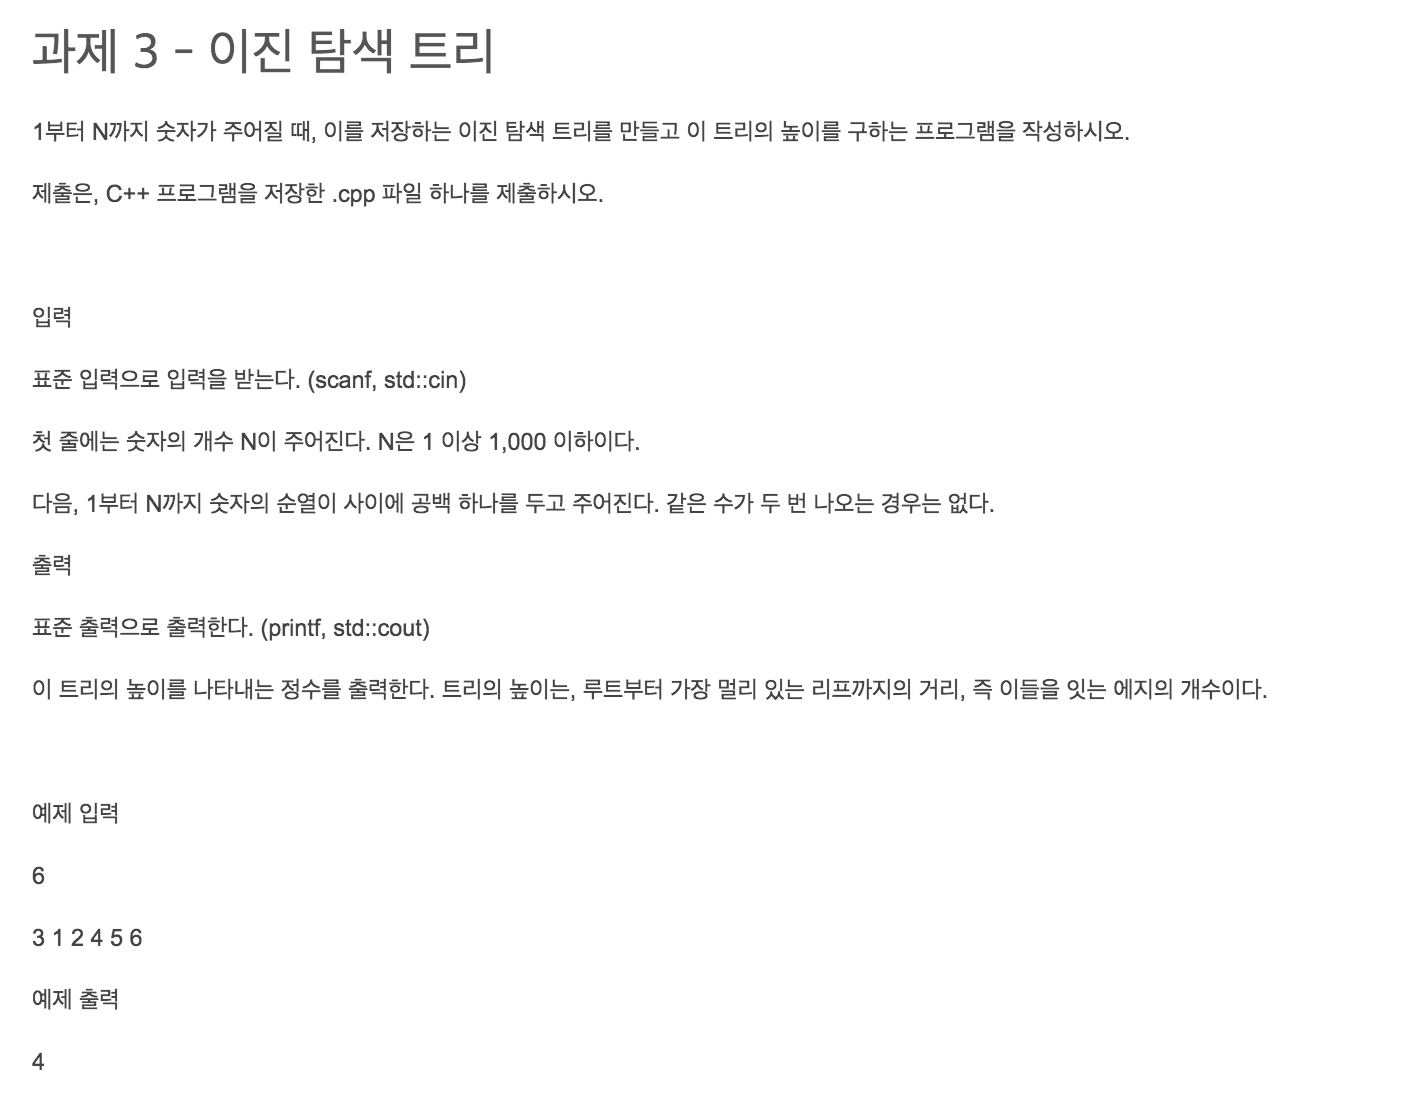 과제 3 - 이진 탐색 트리
1부터 N까지 숫자가 주어질 때, 이를 저장하는 이진 탐색 트리를 만들고 이 트리의 높이를 구하는 프로그램을 작성하시오.
제출은, C++ 프로그램을 저장한 .cpp 파일 하나를 제출하시오.
입력
표준 입력으로 입력을 받는다. (scanf, std::cin)
첫 줄에는 숫자의 개수 N이 주어진다. N은 1 이상 1,000 이하이다.
다음, 1부터 N까지 숫자의 순열이 사이에 공백 하나를 두고 주어진다. 같은 수가 두 번 나오는 경우는 없다.
출력
표준 출력으로 출력한다. (printf, std::cout)
이 트리의 높이를 나타내는 정수를 출력한다. 트리의 높이는, 루트부터 가장 멀리 있는 리프까지의 거리, 즉 이들을 잇는 에지의 개수이다.
예제 입력
6
3 1 2 4 5 6
예제 출력
4